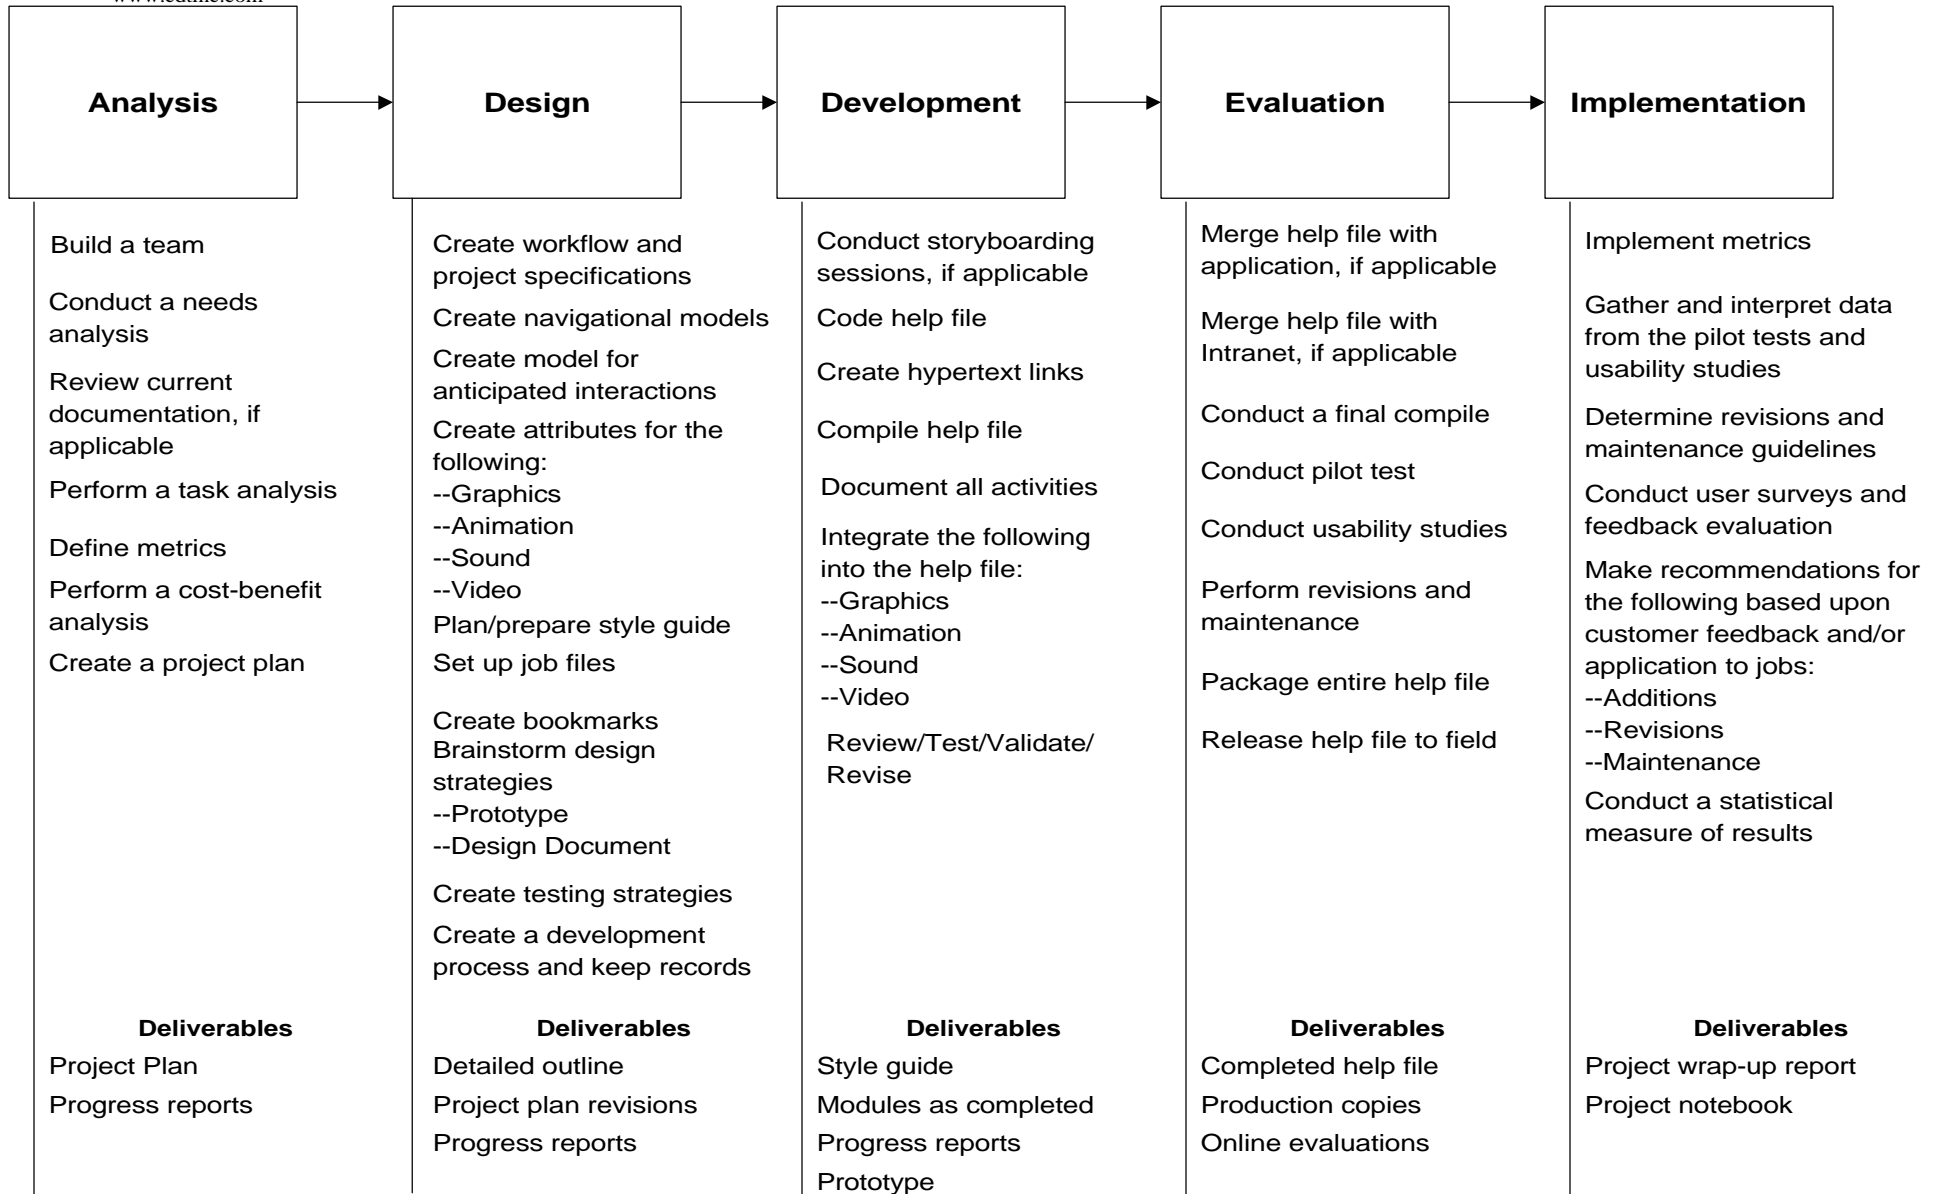 Analysis
Design
Development
Evaluation
Implementation
Build a team
Conduct a needs
analysis
Review current
documentation, if
applicable
Perform a task analysis
Define metrics
Perform a cost-benefit
analysis
Create a project plan
Deliverables
Project Plan
Progress reports
Create workflow and
project specifications
Create navigational models
Create model for
anticipated interactions
Create attributes for the
following:
--Graphics
--Animation
--Sound
--Video
Plan/prepare style guide
Set up job files
Create bookmarks
Brainstorm design
strategies
--Prototype
--Design Document
Create testing strategies
Create a development
process and keep records
Deliverables
Detailed outline
Project plan revisions
Progress reports
Conduct storyboarding
sessions, if applicable
Code help file
Create hypertext links
Compile help file
Document all activities
Integrate the following
into the help file:
--Graphics
--Animation
--Sound
--Video
Review/Test/Validate/
Revise
Deliverables
Style guide
Modules as completed
Progress reports
Prototype
Merge help file with
application, if applicable
Merge help file with
Intranet, if applicable
Conduct a final compile
Conduct pilot test
Conduct usability studies
Perform revisions and
maintenance
Package entire help file
Release help file to field
Deliverables
Completed help file
Production copies
Online evaluations
Implement metrics
Gather and interpret data
from the pilot tests and
usability studies
Determine revisions and
maintenance guidelines
Conduct user surveys and
feedback evaluation
Make recommendations for
the following based upon
customer feedback and/or
application to jobs:
--Additions
--Revisions
--Maintenance
Conduct a statistical
measure of results
Deliverables
Project wrap-up report
Project notebook